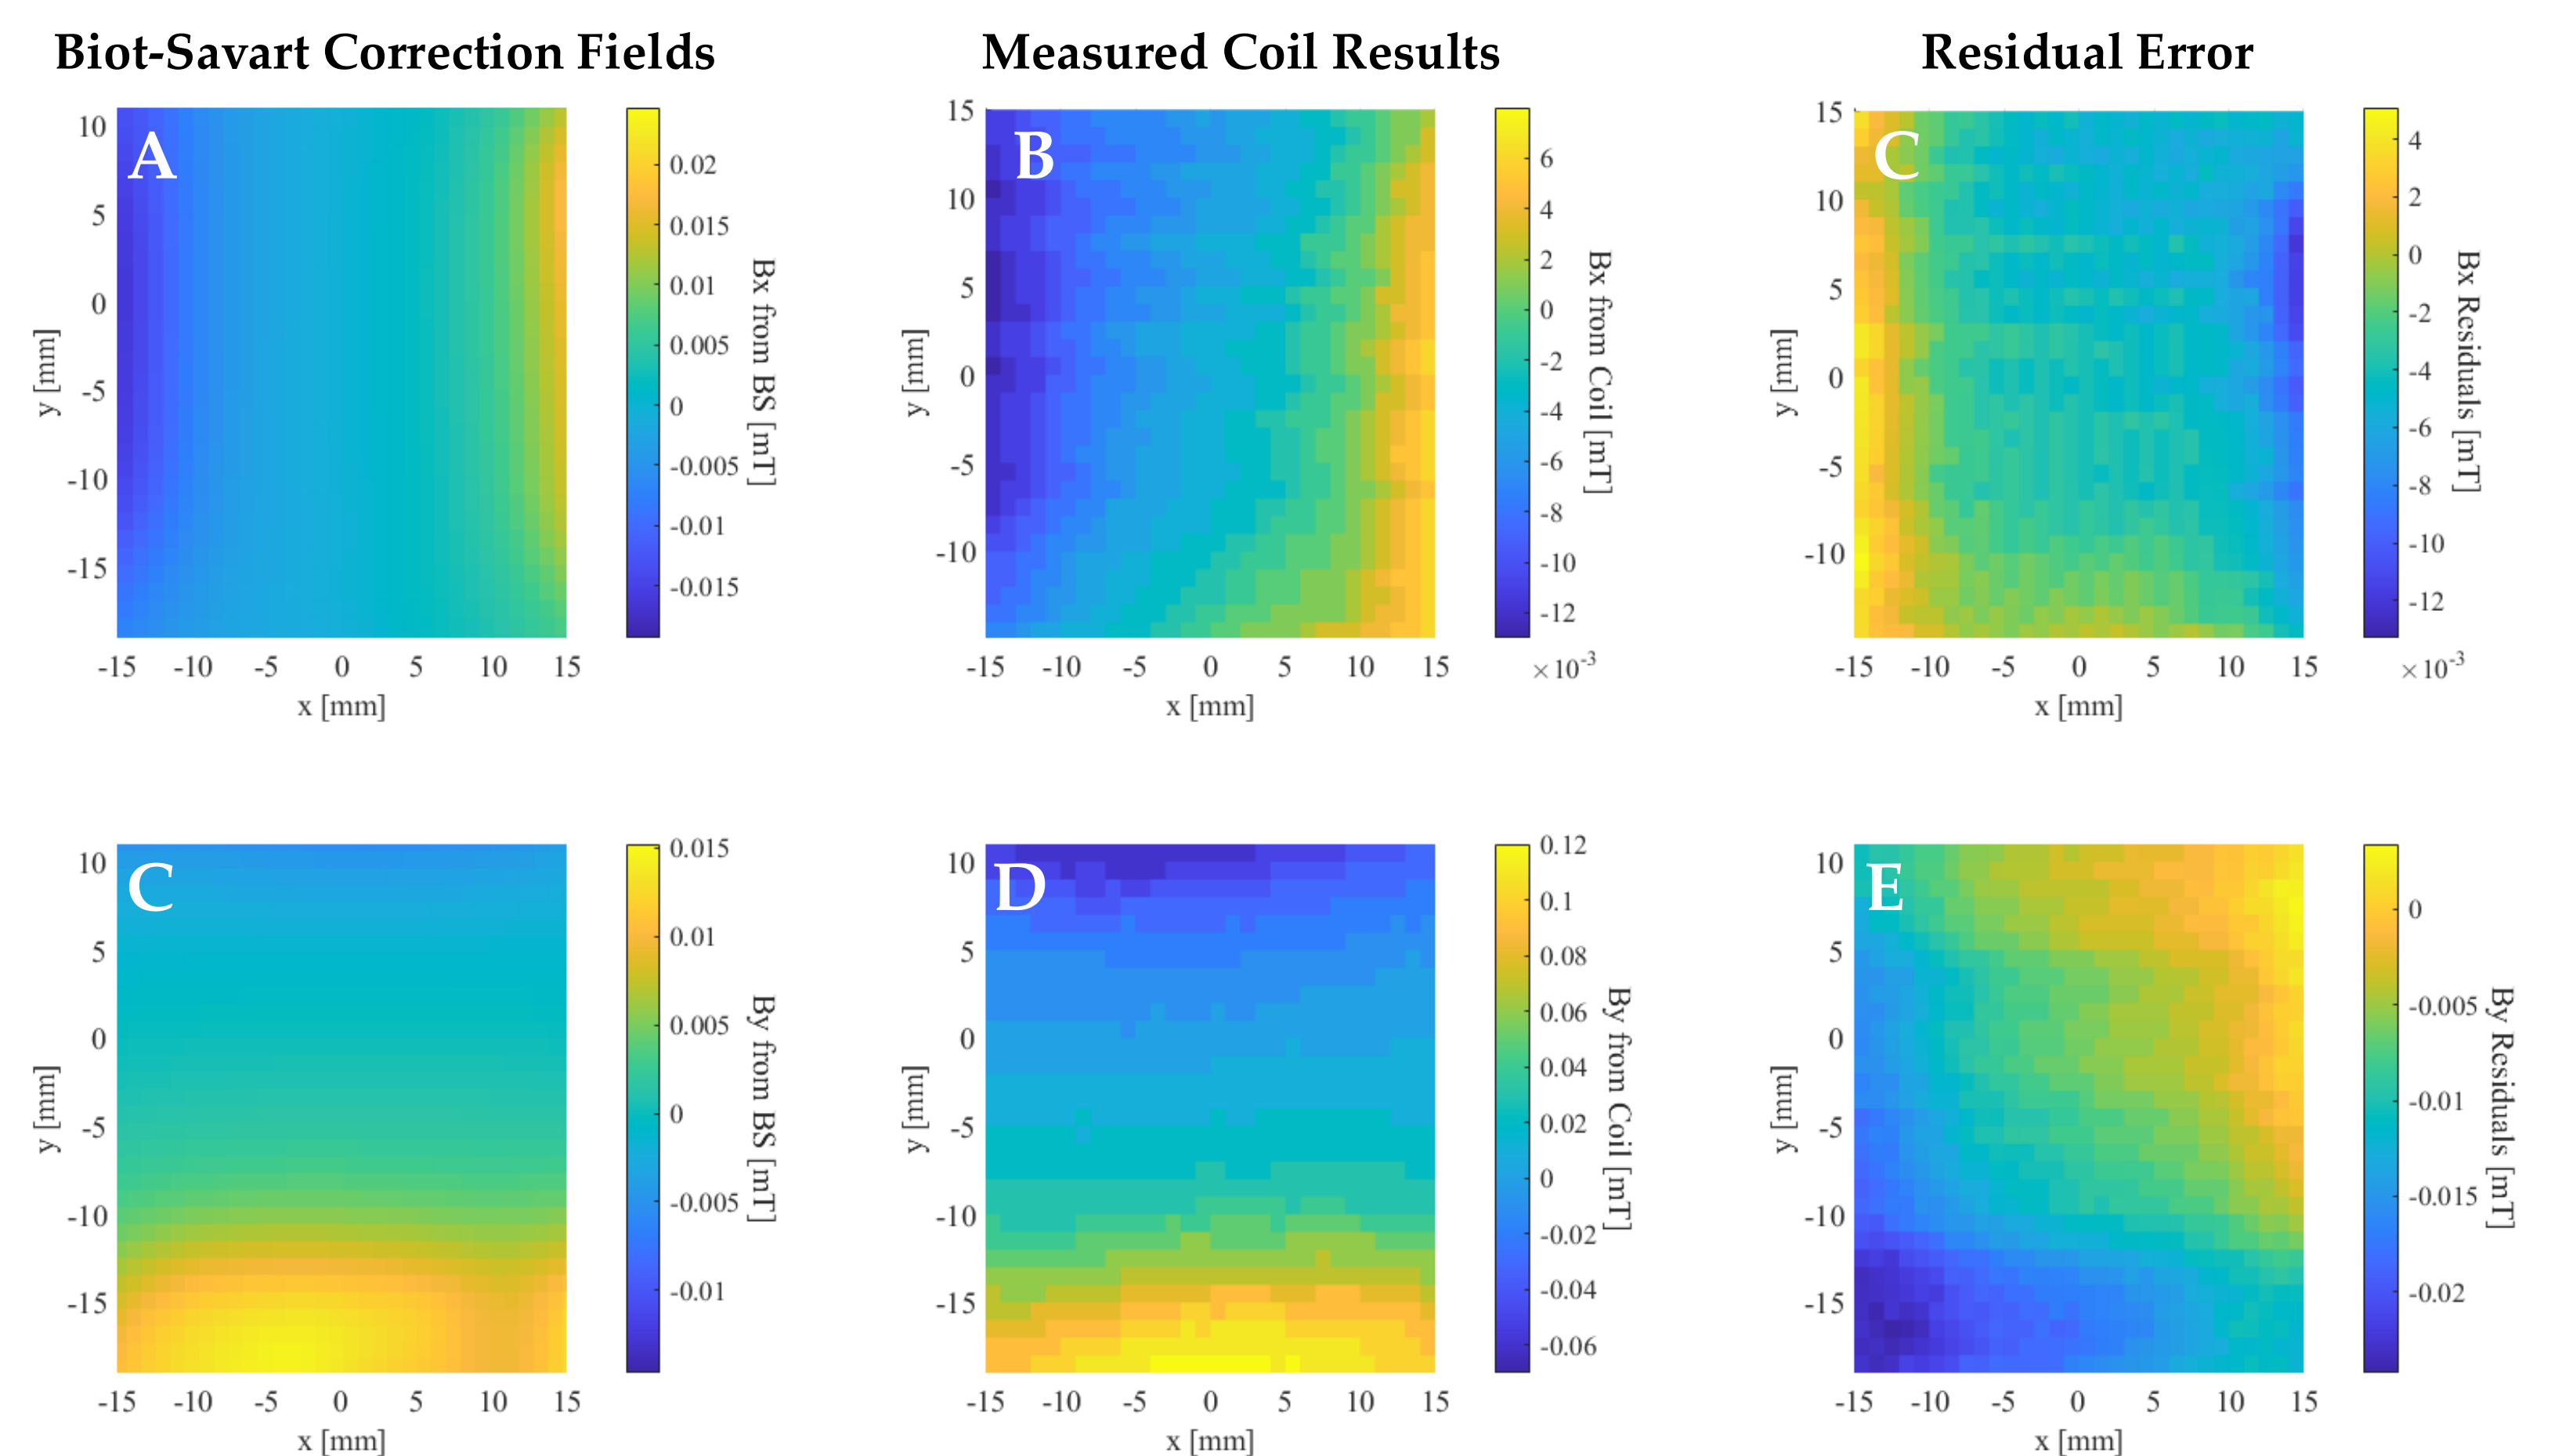 Biot-Savart Correction Fields
Measured Coil Results
Residual Error
A
10
5
0
-5
-10
-15
y [mm]
-15 -10 -5 0 5 10 15
x [mm]
0.02
0.015
0.01
0.005
0
-0.005
-0.01
-0.015
Bx from BS [mT]
B
15
10
5
0
-5
-10
y [mm]
-15 -10 -5 0 5 10 15
x [mm]
6
4
2
0
-2
-4
-6
-8
-10
-12
×10-3
Bx from Coil [mT]
C
15
10
5
0
-5
-10
y [mm]
-15 -10 -5 0 5 10 15
x [mm]
4
2
0
-2
-4
-6
-8
-10
-12
×10-3
Bx Residuals [mT]
C
10
5
0
-5
-10
-15
y [mm]
-15 -10 -5 0 5 10 15
x [mm]
0.015
0.01
0.005
0
-0.005
-0.01
By from BS [mT]
D
10
5
0
-5
-10
-15
y [mm]
-15 -10 -5 0 5 10 15
x [mm]
0.12
0.1
0.08
0.06
0.04
0.02
0
-0.02
-0.04
-0.06
By from Coil [mT]
E
10
5
0
-5
-10
-15
y [mm]
-15 -10 -5 0 5 10 15
x [mm]
0
-0.005
-0.01
-0.015
-0.02
By Residuals [mT]